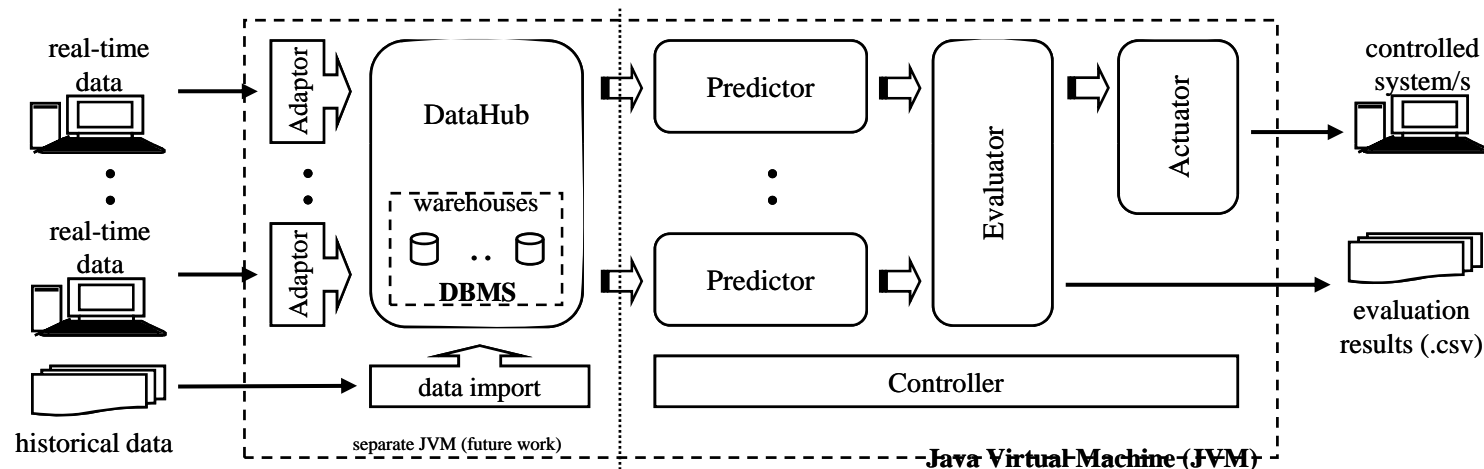 real-time
data
Adaptor
DataHub
Predictor
Evaluator
Actuator
controlled
system/s
real-time
data
Adaptor
warehouses
..
DBMS
Predictor
evaluation
results (.csv)
historical data
data import
Controller
separate JVM (future work)
Java Virtual Machine (JVM)